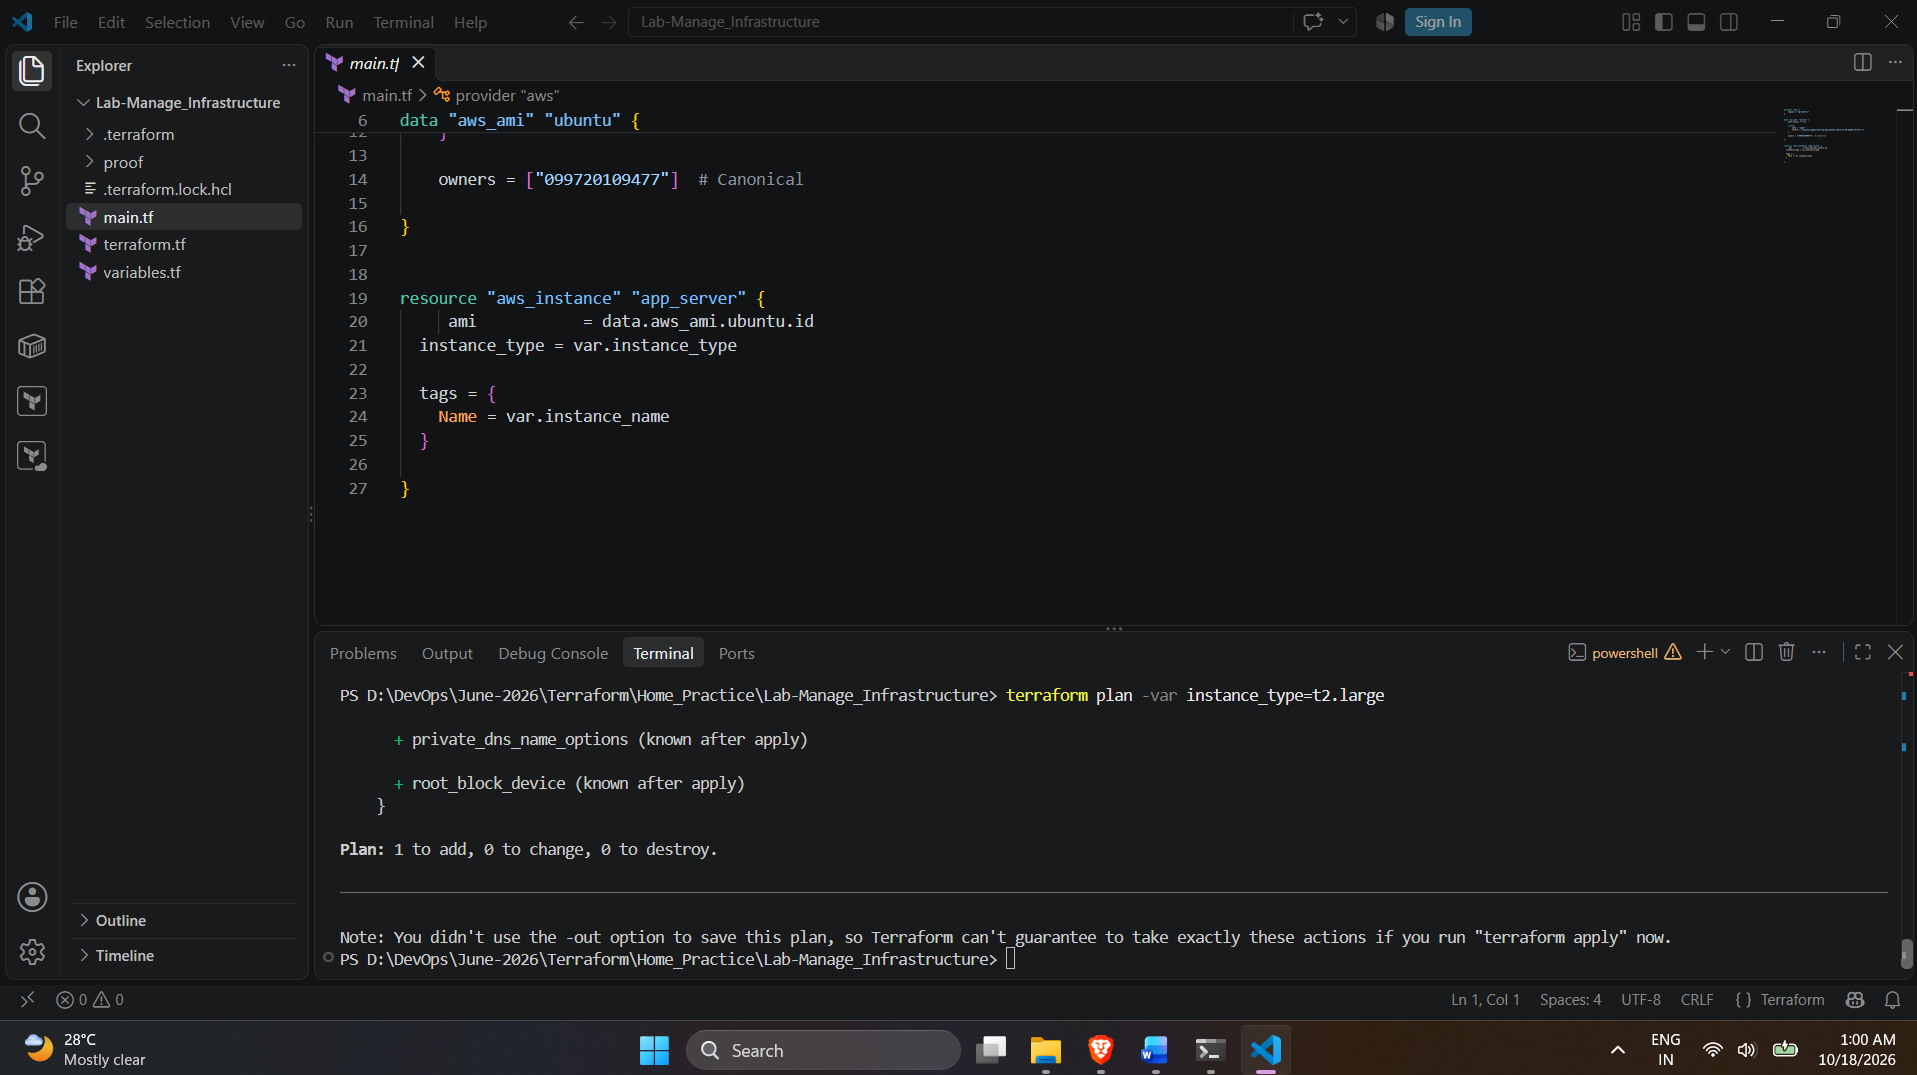 File Edit Selection View Go Run Terminal Help
Lab-Manage_Infrastructure
Sign In
Explorer
Lab-Manage_Infrastructure
.terraform
proof
.terraform.lock.hcl
main.tf
terraform.tf
variables.tf
Outline
Timeline
main.tf
main.tf > provider "aws"
6 data "aws_ami" "ubuntu" {
12 }
13
14 owners = ["099720109477"] # Canonical
15
16 }
17
18
19 resource "aws_instance" "app_server" {
20 ami = data.aws_ami.ubuntu.id
21 instance_type = var.instance_type
22
23 tags = {
24 Name = var.instance_name
25 }
26
27 }
Problems Output Debug Console Terminal Ports
powershell
PS D:\DevOps\June-2026\Terraform\Home_Practice\Lab-Manage_Infrastructure> terraform plan -var instance_type=t2.large
+ private_dns_name_options (known after apply)
+ root_block_device (known after apply)
}
Plan: 1 to add, 0 to change, 0 to destroy.
Note: You didn't use the -out option to save this plan, so Terraform can't guarantee to take exactly these actions if you run "terraform apply" now.
PS D:\DevOps\June-2026\Terraform\Home_Practice\Lab-Manage_Infrastructure>
0 0
Ln 1, Col 1 Spaces: 4 UTF-8 CRLF { } Terraform
28°C
Mostly clear
Search
ENG
IN
1:00 AM
10/18/2026